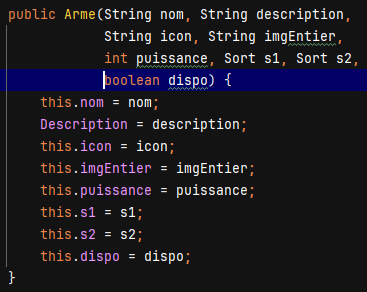 public Arme(String nom, String description,
String icon, String imgEntier,
int puissance, Sort s1, Sort s2,
boolean dispo) {
this.nom = nom;
Description = description;
this.icon = icon;
this.imgEntier = imgEntier;
this.puissance = puissance;
this.s1 = s1;
this.s2 = s2;
this.dispo = dispo;
}